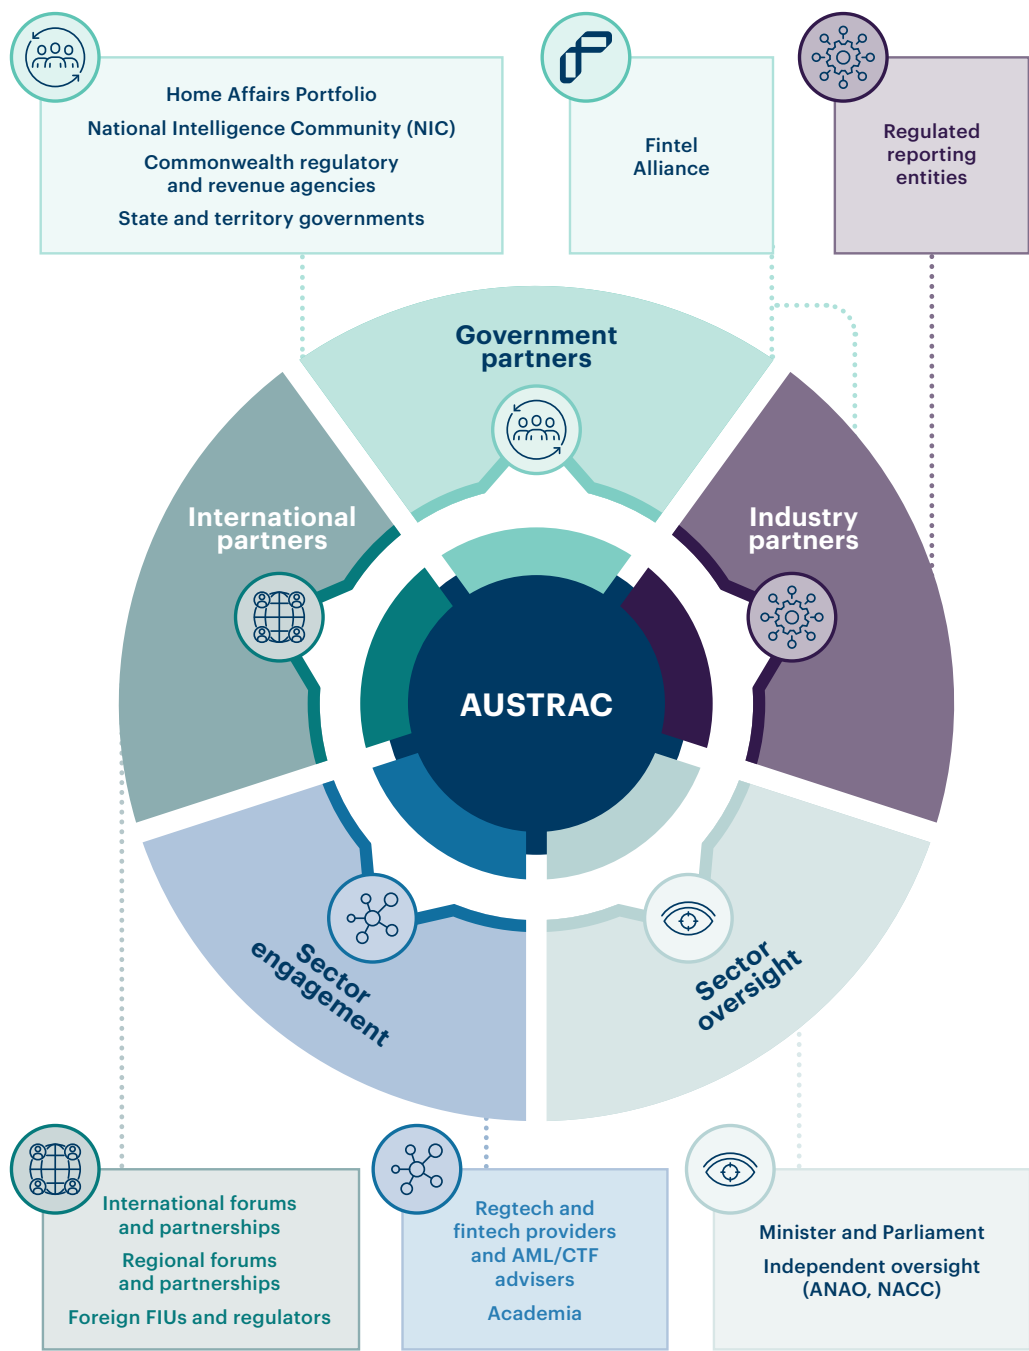 Home Affairs Portfolio
National Intelligence Community (NIC)
Commonwealth regulatory
and revenue agencies
State and territory governments
Fintel
Alliance
Regulated
reporting
entities
Government
partners
International
partners
Industry
partners
AUSTRAC
Sector
engagement
Sector
oversight
International forums
and partnerships
Regional forums
and partnerships
Foreign FIUs and regulators
Regtech and
fintech providers
and AML/CTF
advisers
Academia
Minister and Parliament
Independent oversight
(ANAO, NACC)